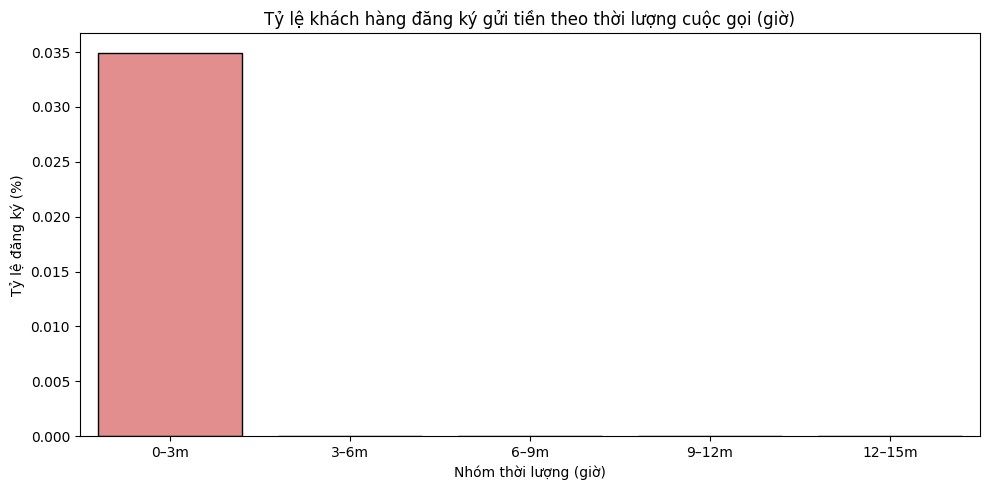 Tỷ lệ khách hàng đăng ký gửi tiền theo thời lượng cuộc gọi (giờ)
Tỷ lệ đăng ký (%)
0.035
0.030
0.025
0.020
0.015
0.010
0.005
0.000
0–3m 3–6m 6–9m 9–12m 12–15m
Nhóm thời lượng (giờ)